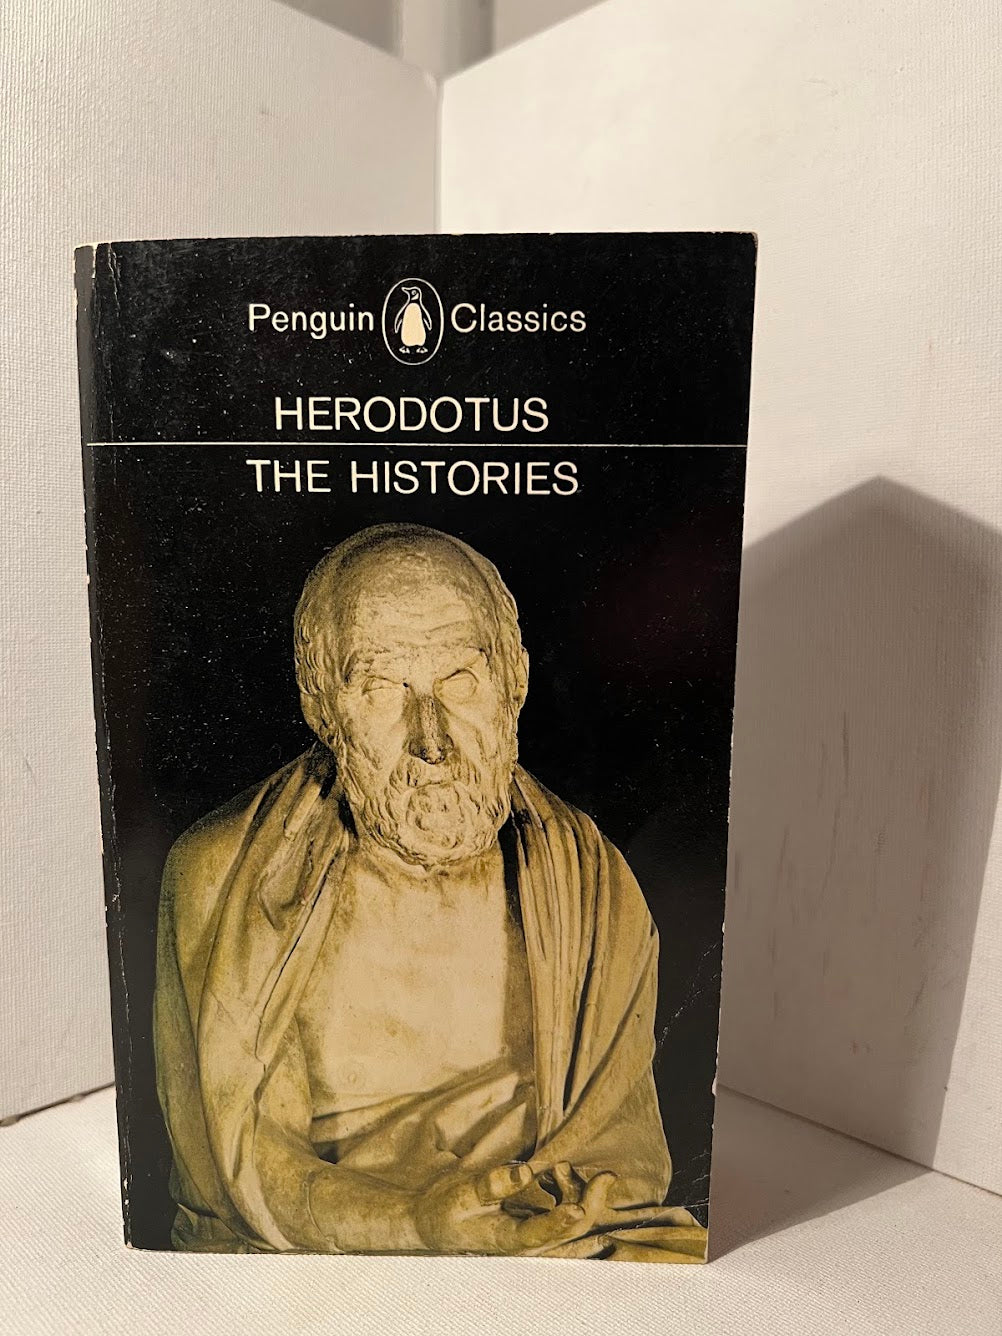 Penguin Classics
HERODOTUS
THE HISTORIES